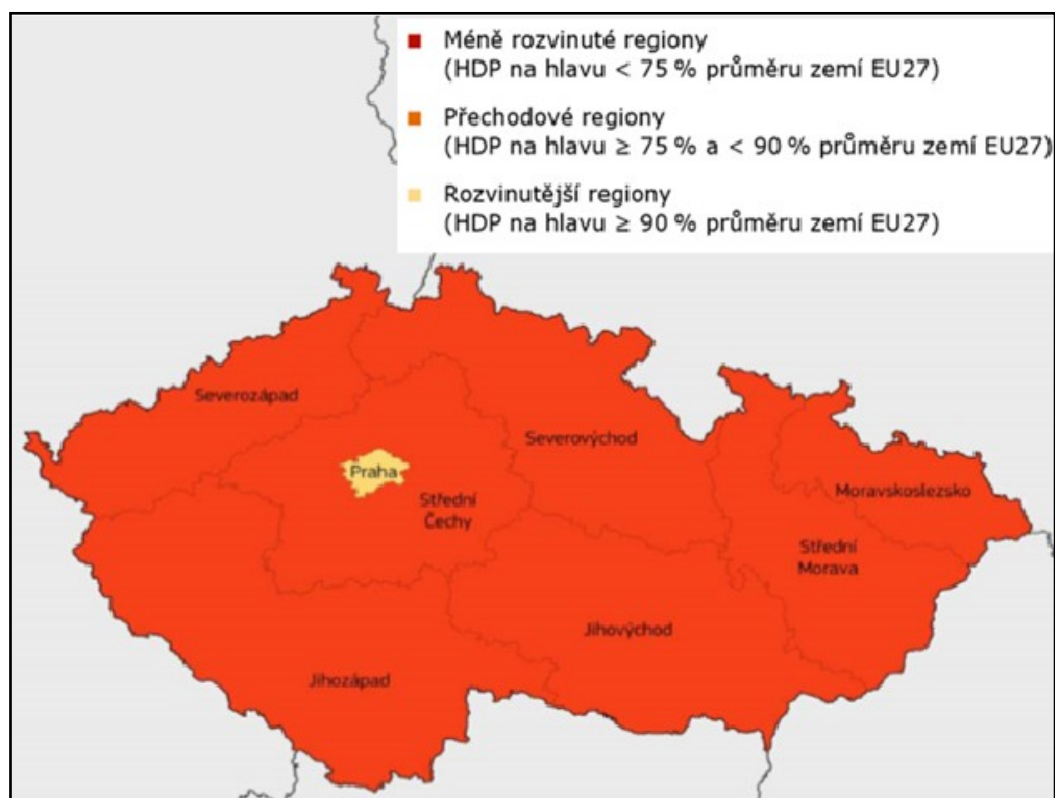 Méně rozvinuté regiony
(HDP na hlavu < 75 % průměru zemí EU27)
Přechodové regiony
(HDP na hlavu ≥ 75 % a < 90 % průměru zemí EU27)
Rozvinutější regiony
(HDP na hlavu ≥ 90 % průměru zemí EU27)
Severozápad
Severovýchod
Praha
Střední
Čechy
Moravskoslezsko
Střední
Morava
Jihovýchod
Jihozápad